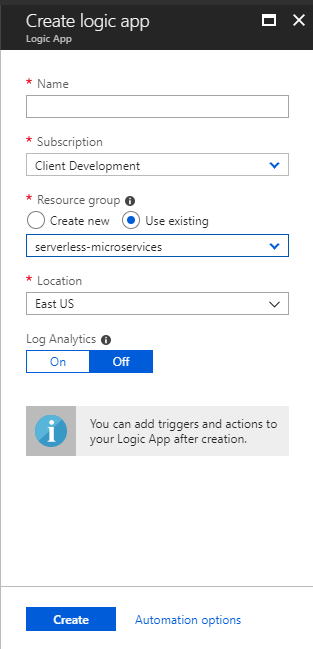 Create logic app
Logic App
* Name
* Subscription
Client Development
* Resource group
Create new Use existing
serverless-microservices
* Location
East US
Log Analytics
On Off
You can add triggers and actions to
your Logic App after creation.
Create Automation options